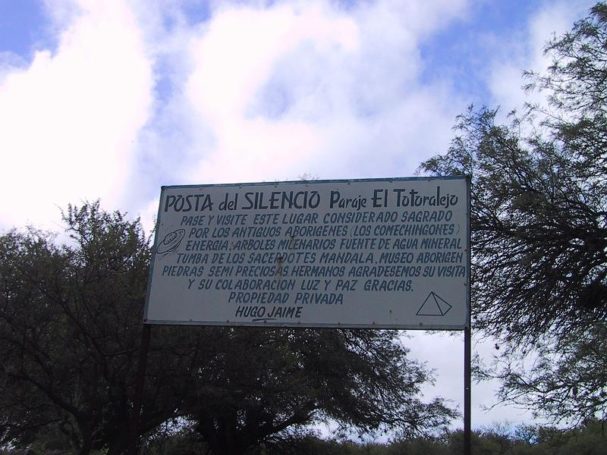 POSTA del SILENCIO Paraje El Totoralejo
PASE Y VISITE ESTE LUGAR CONSIDERADO SAGRADO
POR LOS ANTIGUOS ABORIGENES (LOS COMECHINGONES)
ENERGIA. ARBOLES MILENARIOS FUENTE DE AGUA MINERAL
TUMBA DE LOS SACERDOTES MANDALA. MUSEO ABORIGEN
PIEDRAS SEMI PRECIOSAS HERMANOS AGRADESEMOS SU VISITA
Y SU COLABORACION LUZ Y PAZ GRACIAS.
PROPIEDAD PRIVADA
HUGO JAIME